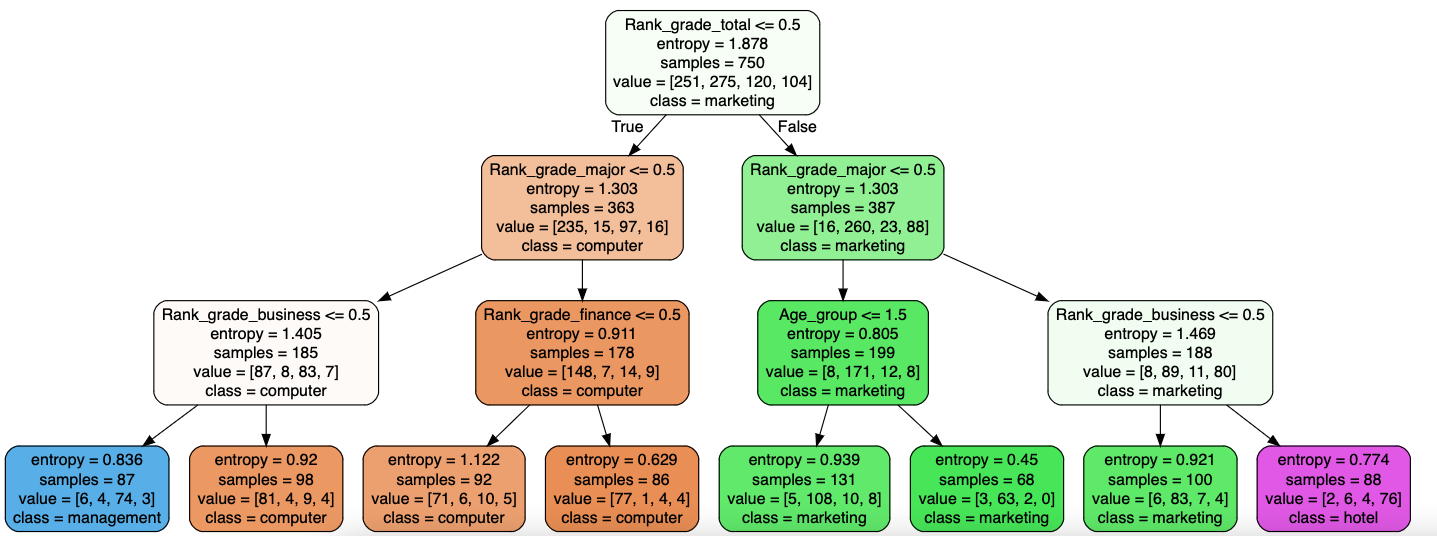 Rank_grade_total <= 0.5
entropy = 1.878
samples = 750
value = [251, 275, 120, 104]
class = marketing
True
False
Rank_grade_major <= 0.5
entropy = 1.303
samples = 363
value = [235, 15, 97, 16]
class = computer
Rank_grade_major <= 0.5
entropy = 1.303
samples = 387
value = [16, 260, 23, 88]
class = marketing
Rank_grade_business <= 0.5
entropy = 1.405
samples = 185
value = [87, 8, 83, 7]
class = computer
Rank_grade_finance <= 0.5
entropy = 0.911
samples = 178
value = [148, 7, 14, 9]
class = computer
Age_group <= 1.5
entropy = 0.805
samples = 199
value = [8, 171, 12, 8]
class = marketing
Rank_grade_business <= 0.5
entropy = 1.469
samples = 188
value = [8, 89, 11, 80]
class = marketing
entropy = 0.836
samples = 87
value = [6, 4, 74, 3]
class = management
entropy = 0.92
samples = 98
value = [81, 4, 9, 4]
class = computer
entropy = 1.122
samples = 92
value = [71, 6, 10, 5]
class = computer
entropy = 0.629
samples = 86
value = [77, 1, 4, 4]
class = computer
entropy = 0.939
samples = 131
value = [5, 108, 10, 8]
class = marketing
entropy = 0.45
samples = 68
value = [3, 63, 2, 0]
class = marketing
entropy = 0.921
samples = 100
value = [6, 83, 7, 4]
class = marketing
entropy = 0.774
samples = 88
value = [2, 6, 4, 76]
class = hotel